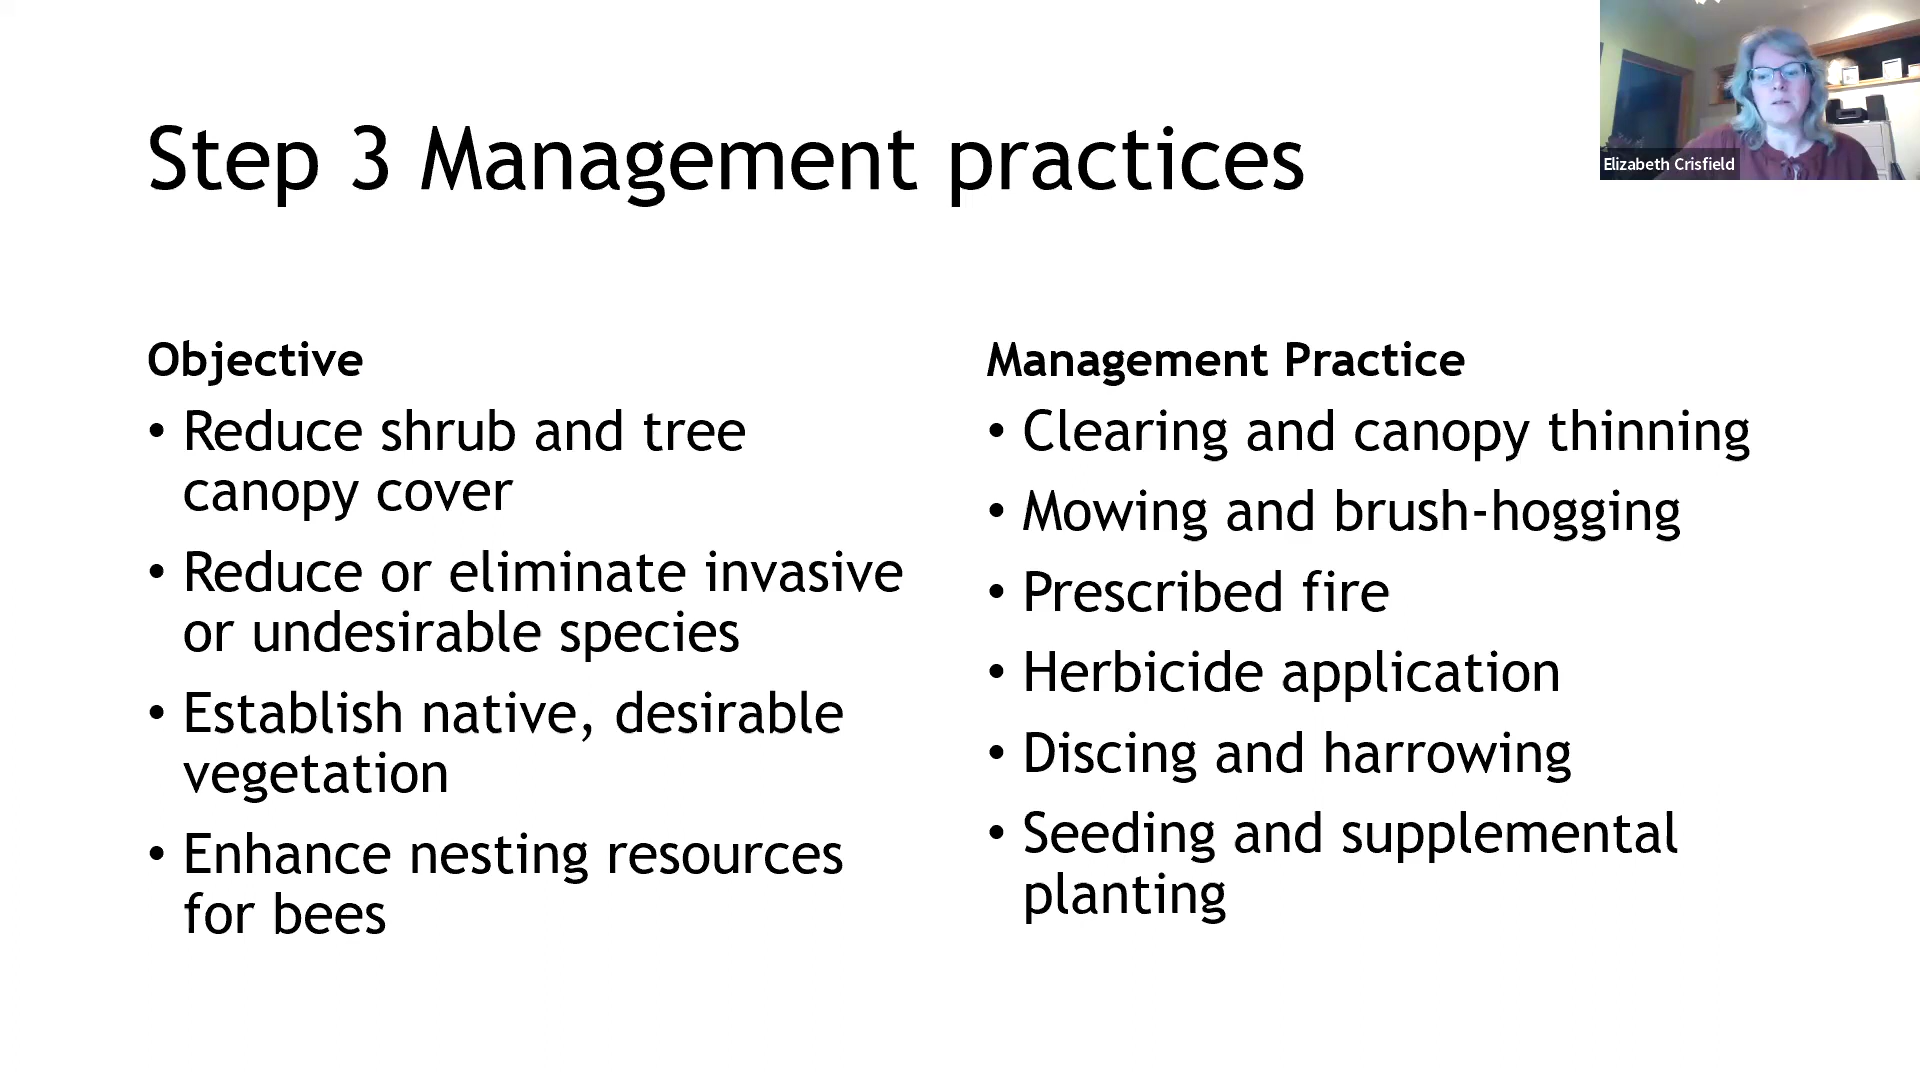 Step 3 Management practices
Elizabeth Crisfield
Objective
• Reduce shrub and tree
canopy cover
• Reduce or eliminate invasive
or undesirable species
• Establish native, desirable
vegetation
• Enhance nesting resources
for bees
Management Practice
• Clearing and canopy thinning
• Mowing and brush-hogging
• Prescribed fire
• Herbicide application
• Discing and harrowing
• Seeding and supplemental
planting